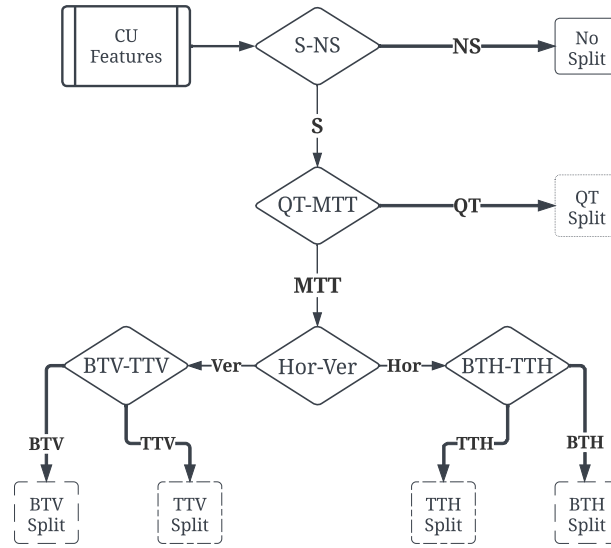 CU
Features
S-NS
NS
No
Split
S
QT-MTT
QT
QT
Split
MTT
BTV-TTV
Ver
Hor-Ver
Hor
BTH-TTH
BTV
TTV
TTH
BTH
BTV
Split
TTV
Split
TTH
Split
BTH
Split